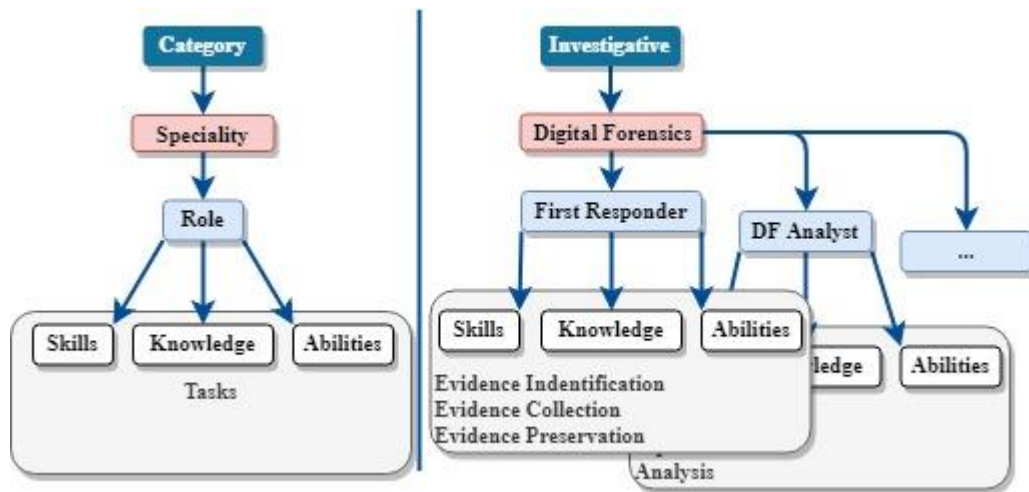 Category
Speciality
Role
Skills Knowledge Abilities
Tasks
Investigative
Digital Forensics
First Responder
DF Analyst
...
Skills Knowledge Abilities
Evidence Indentification
Evidence Collection
Evidence Preservation
Abilities
Analysis